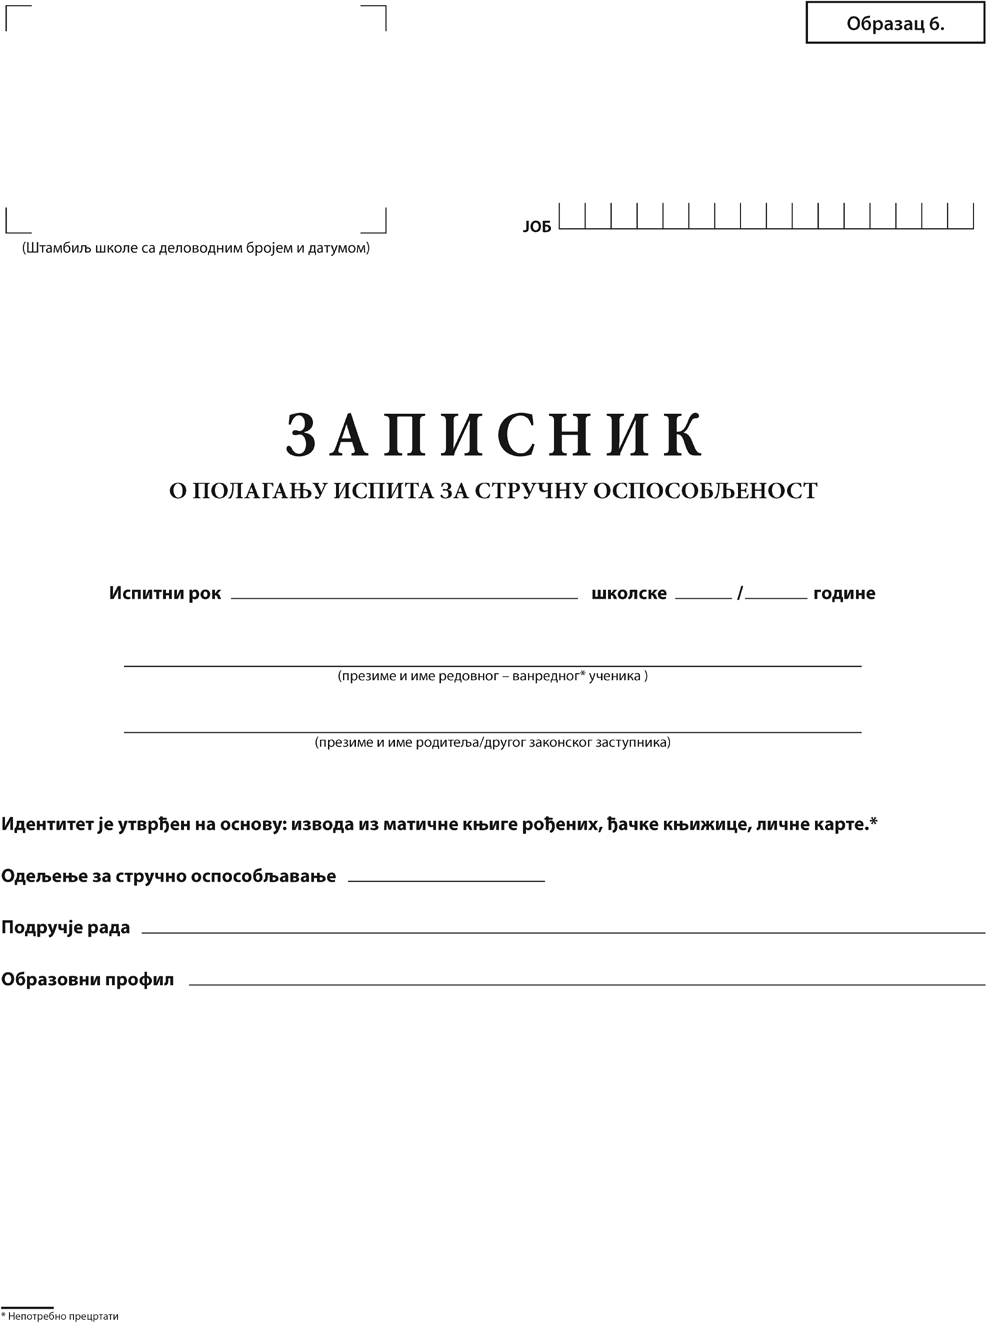 Образац 6.
ЈОБ
(Штамбиљ школе са деловодним бројем и датумом)
ЗАПИСНИК
О ПОЛАГАЊУ ИСПИТА ЗА СТРУЧНУ ОСПОСОБЉЕНОСТ
Испитни рок школске / године
(презиме и име редовног – ванредног* ученика )
(презиме и име родитеља/другог законског заступника)
Идентитет је утврђен на основу: извода из матичне књиге рођених, ђачке књижице, личне карте.*
Одељење за стручно оспособљавање
Подручје рада
Образовни профил
* Непотребно прецртати